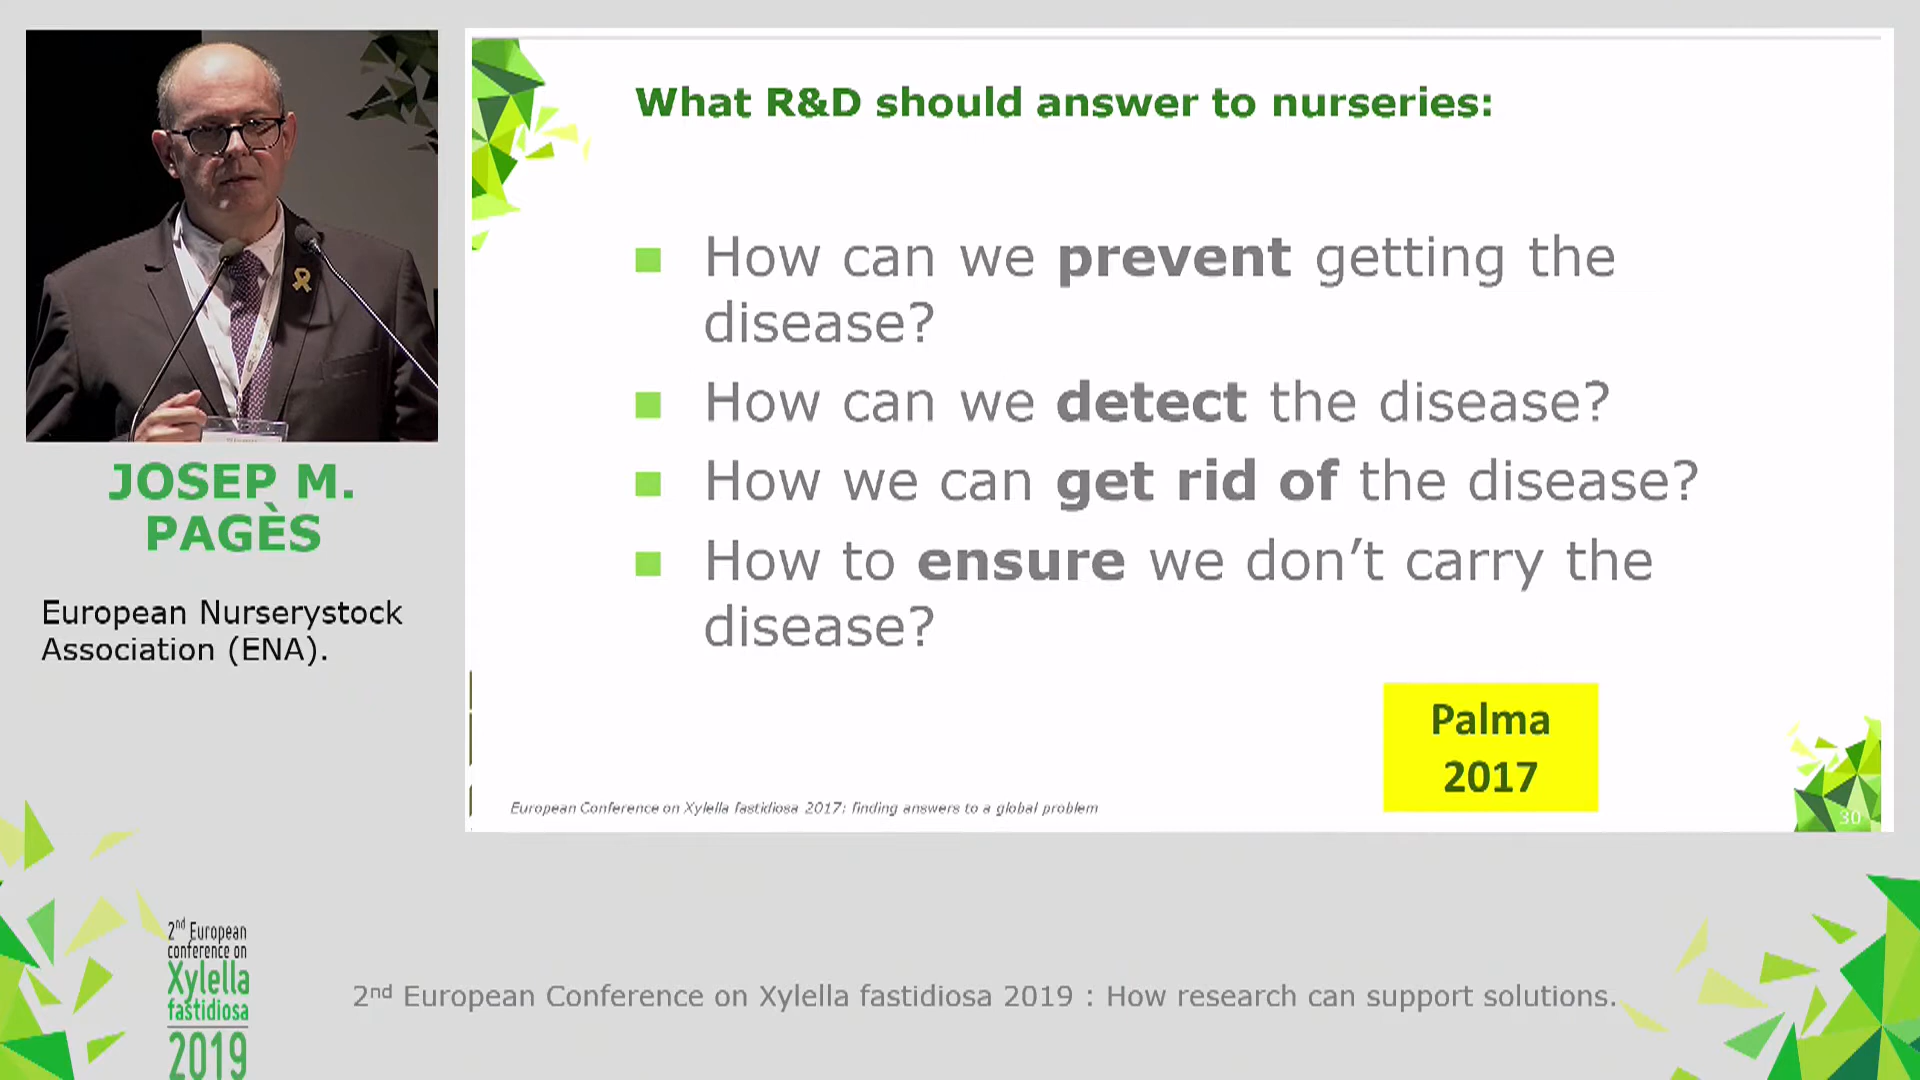 JOSEP M.
PAGÈS
European Nurserystock
Association (ENA).
What R&D should answer to nurseries:
How can we prevent getting the
disease?
How can we detect the disease?
How we can get rid of the disease?
How to ensure we don’t carry the
disease?
Palma
2017
European Conference on Xylella fastidiosa 2017: finding answers to a global problem
30
2nd European
conference on
Xylella
fastidiosa
2019
2nd European Conference on Xylella fastidiosa 2019 : How research can support solutions.